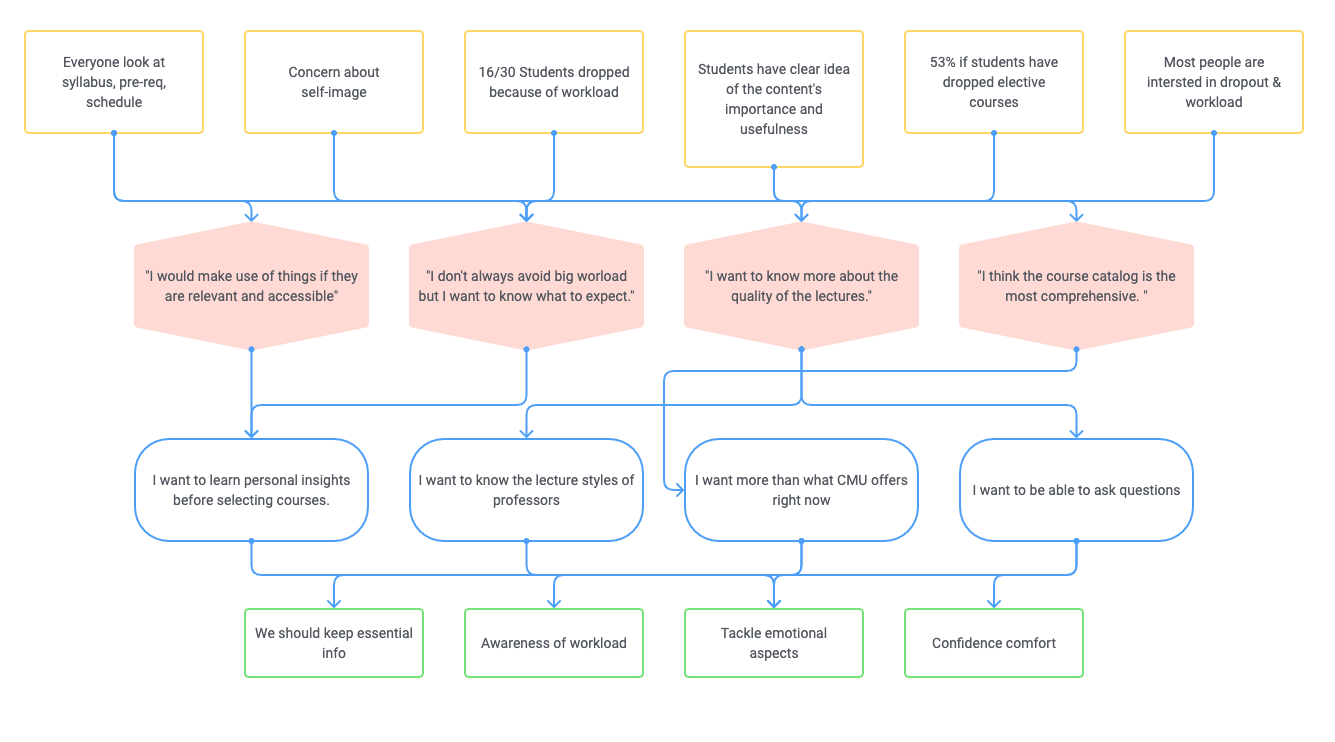 Everyone look at
syllabus, pre-req,
schedule
Concern about
self-image
16/30 Students dropped
because of workload
Students have clear idea
of the content's
importance and
usefulness
53% if students have
dropped elective
courses
Most people are
intersted in dropout &
workload
"I would make use of things if they
are relevant and accessible"
"I don't always avoid big worload
but I want to know what to expect."
"I want to know more about the
quality of the lectures."
"I think the course catalog is the
most comprehensive. "
I want to learn personal insights
before selecting courses.
I want to know the lecture styles of
professors
I want more than what CMU offers
right now
I want to be able to ask questions
We should keep essential
info
Awareness of workload
Tackle emotional
aspects
Confidence comfort